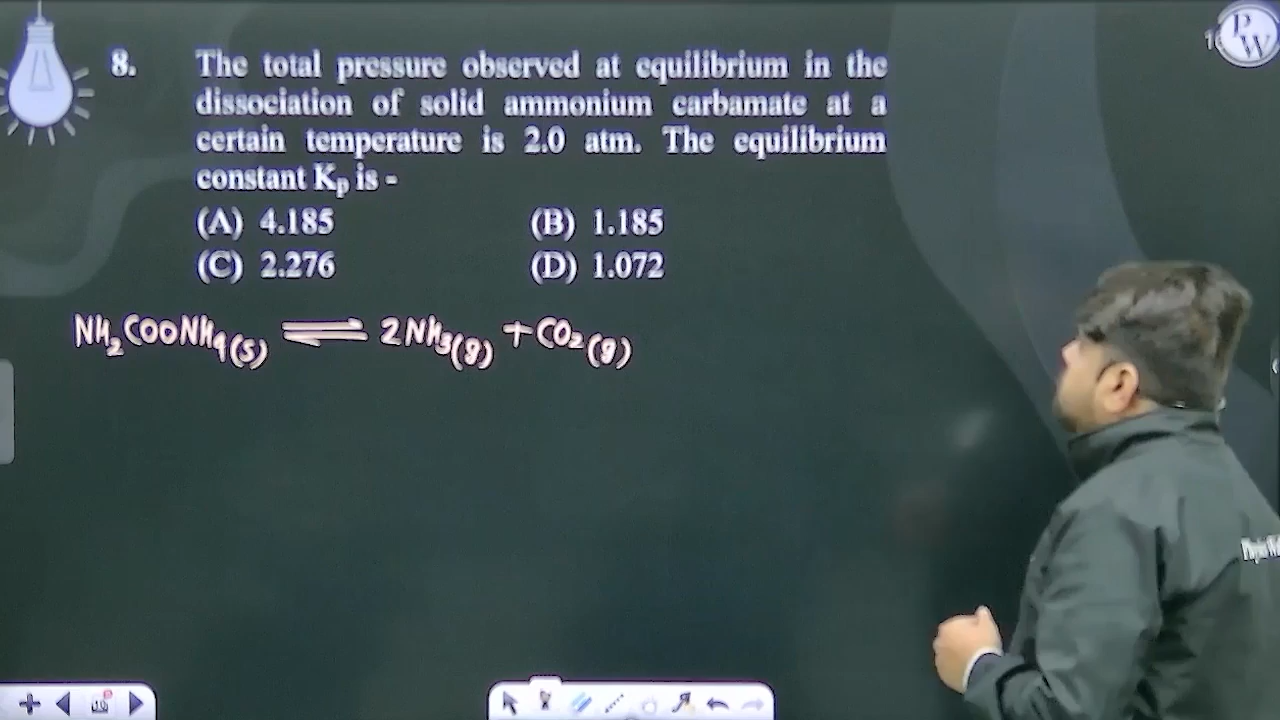 P
W
8. The total pressure observed at equilibrium in the
dissociation of solid ammonium carbamate at a
certain temperature is 2.0 atm. The equilibrium
constant Kp is -
(A) 4.185 (B) 1.185
(C) 2.276 (D) 1.072
NH₂COONH₄(s) ⇌ 2NH₃(g) + CO₂(g)